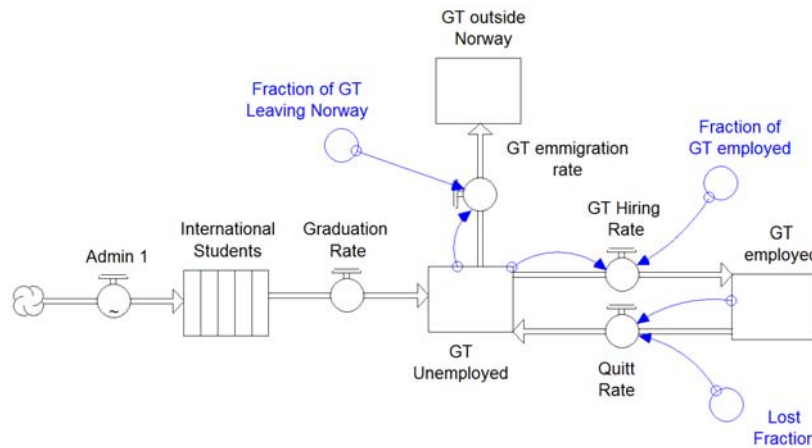 GT outside
Norway
Fraction of GT
Leaving Norway
GT emmigration
rate
Fraction of
GT employed
International
Students
Graduation
Rate
GT Hiring
Rate
Admin 1
GT
employed
~
GT
Unemployed
Quitt
Rate
Lost
Fraction